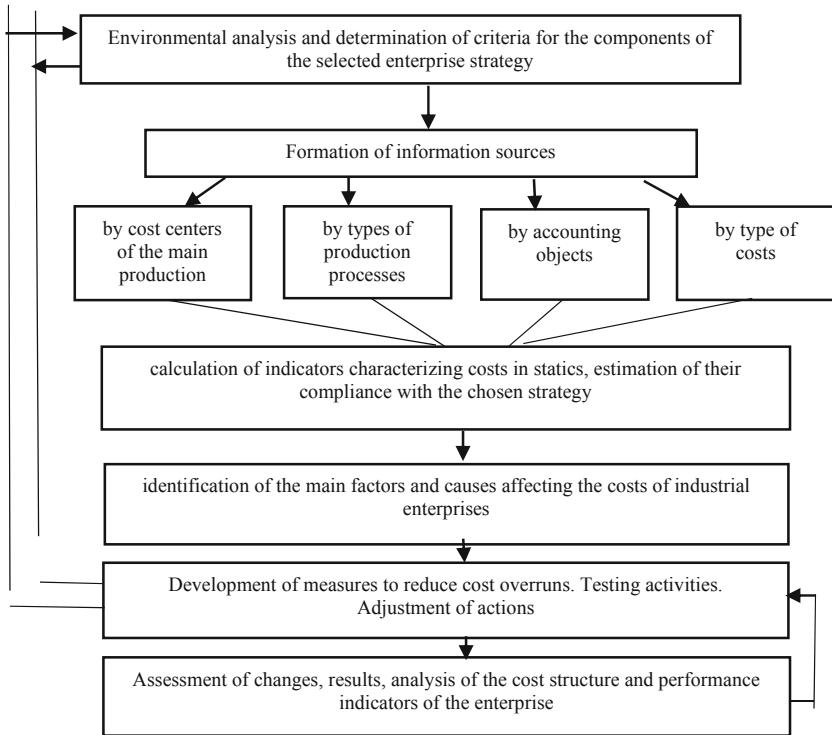 Environmental analysis and determination of criteria for the components of
the selected enterprise strategy
Formation of information sources
by cost centers
of the main
production
by types of
production
processes
by accounting
objects
by type of
costs
calculation of indicators characterizing costs in statics, estimation of their
compliance with the chosen strategy
identification of the main factors and causes affecting the costs of industrial
enterprises
Development of measures to reduce cost overruns. Testing activities.
Adjustment of actions
Assessment of changes, results, analysis of the cost structure and performance
indicators of the enterprise